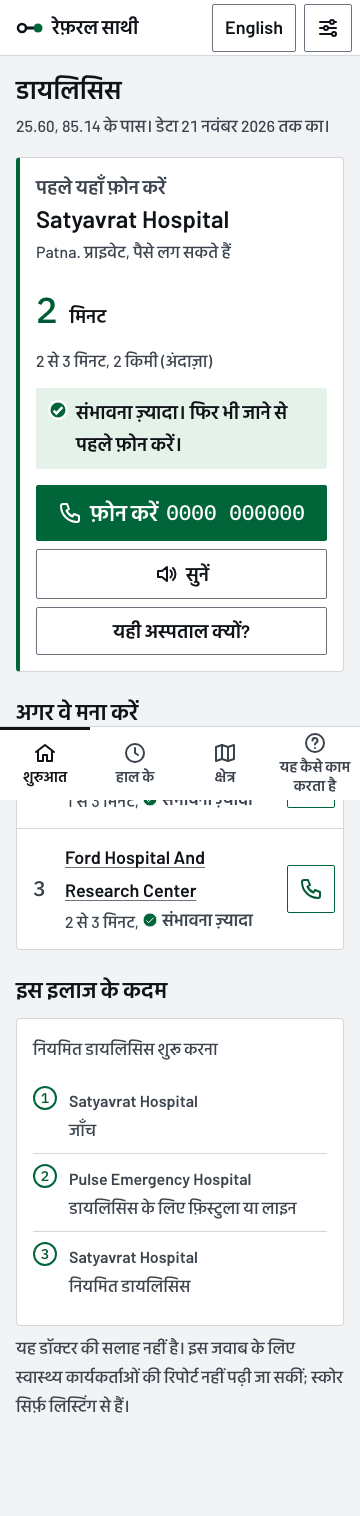 रेफ़रल साथी
English
डायलिसिस
25.60, 85.14 के पास। डेटा 21 नवंबर 2026 तक का।
पहले यहाँ फ़ोन करें
Satyavrat Hospital
Patna. प्राइवेट, पैसे लग सकते हैं
2 मिनट
2 से 3 मिनट, 2 किमी (अंदाज़ा)
संभावना ज़्यादा। फिर भी जाने से
पहले फ़ोन करें।
फ़ोन करें 0000 000000
सुनें
यही अस्पताल क्यों?
अगर वे मना करें
शुरुआत
हाल के
क्षेत्र
यह कैसे काम
करता है
1 से 3 मिनट, संभावना ज़्यादा
3
Ford Hospital And
Research Center
2 से 3 मिनट, संभावना ज़्यादा
इस इलाज के कदम
नियमित डायलिसिस शुरू करना
1 Satyavrat Hospital
जाँच
2 Pulse Emergency Hospital
डायलिसिस के लिए फ़िस्टुला या लाइन
3 Satyavrat Hospital
नियमित डायलिसिस
यह डॉक्टर की सलाह नहीं है। इस जवाब के लिए
स्वास्थ्य कार्यकर्ताओं की रिपोर्ट नहीं पढ़ी जा सकीं; स्कोर
सिर्फ़ लिस्टिंग से हैं।